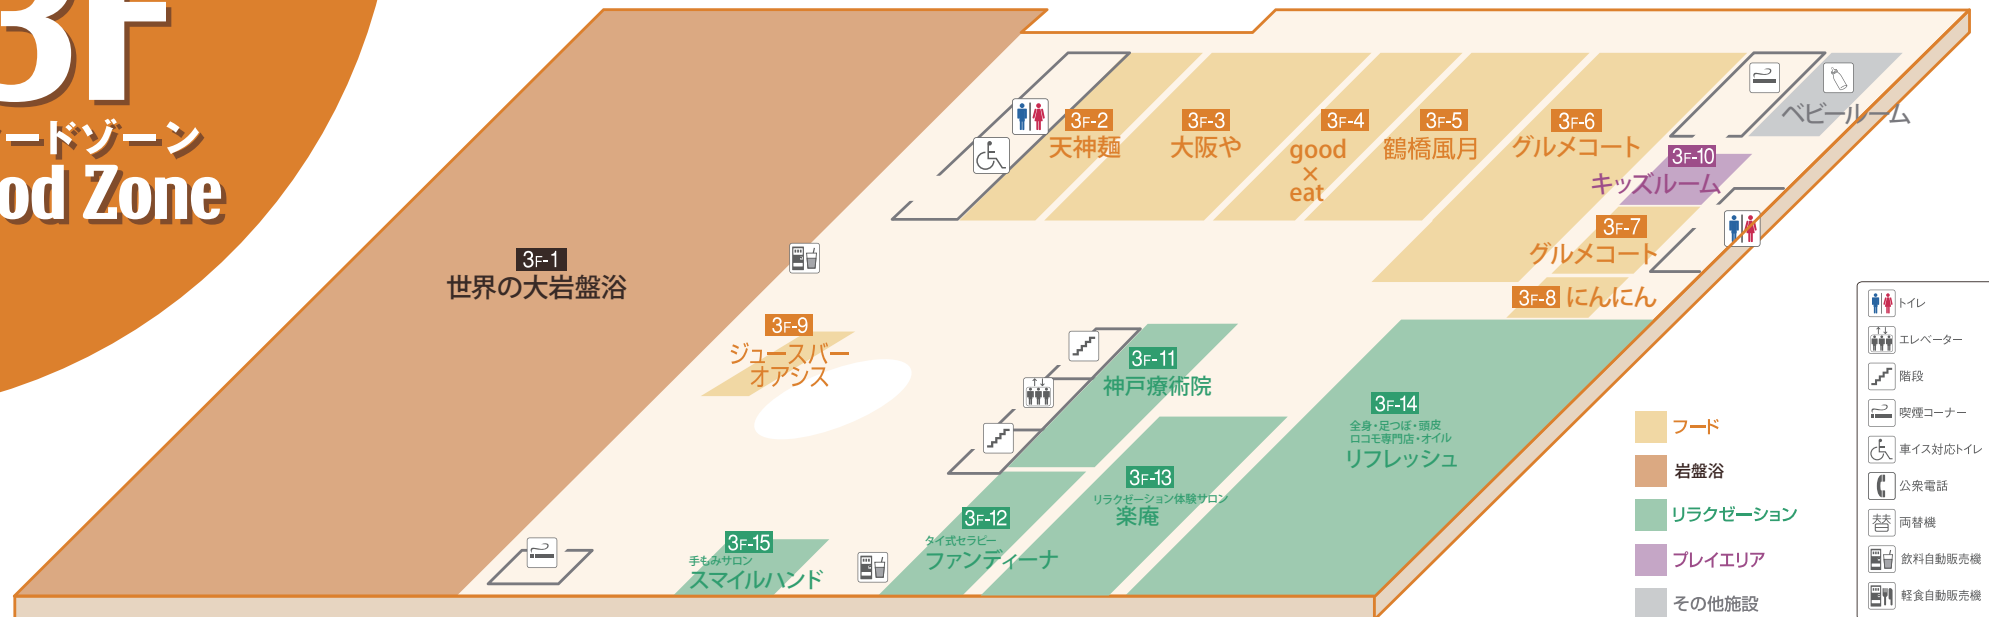 3F
ードゾーン
od Zone
3F-1
世界の大岩盤浴
3F-2
天神麺
3F-3
大阪や
3F-4
good
×
eat
3F-5
鶴橋風月
3F-6
グルメコート
ベビールーム
3F-10
キッズルーム
3F-7
グルメコート
3F-8 にんにん
3F-9
ジュースバー
オアシス
3F-11
神戸療術院
3F-14
全身・足つぼ・頭皮
ロコモ専門店・オイル
リフレッシュ
3F-13
リラクゼーション体験サロン
楽庵
3F-12
タイ式セラピー
ファンディーナ
3F-15
手もみサロン
スマイルハンド
フード
岩盤浴
リラクゼーション
プレイエリア
その他施設
トイレ
エレベーター
階段
喫煙コーナー
車イス対応トイレ
公衆電話
替 両替機
飲料自動販売機
軽食自動販売機